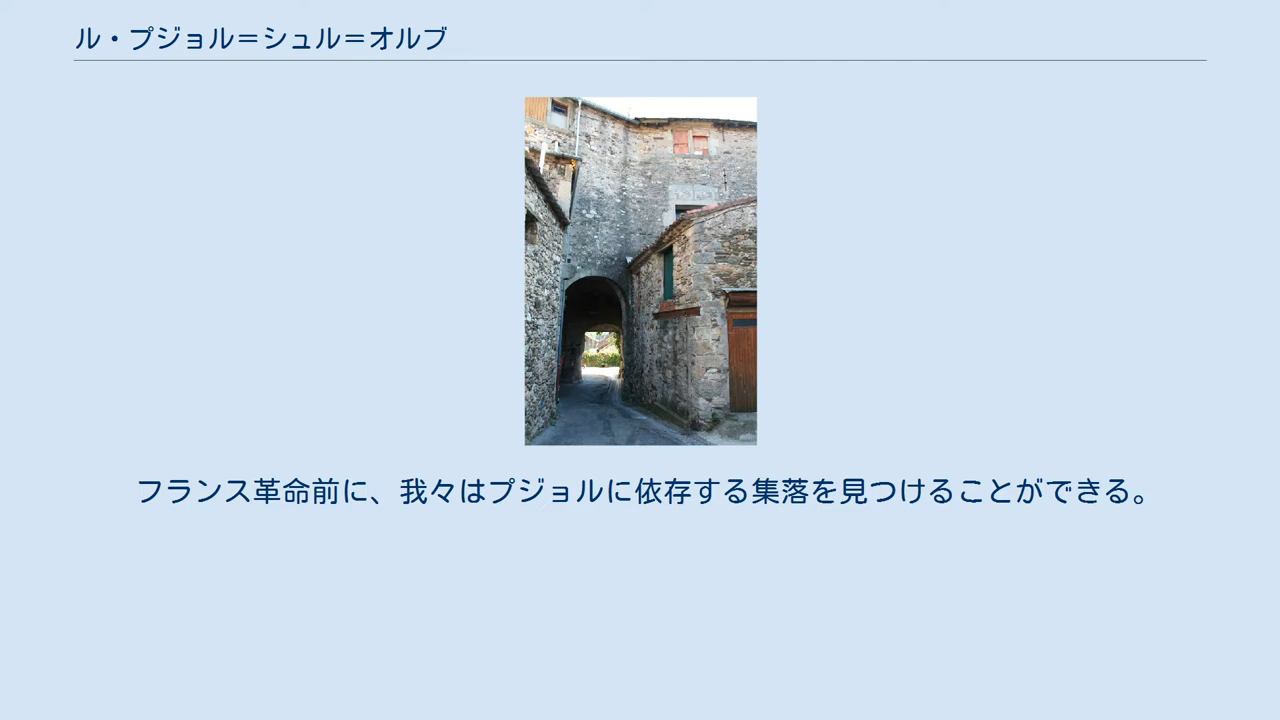 ル・プジョル＝シュル＝オルブ
フランス革命前に、我々はプジョルに依存する集落を見つけることができる。